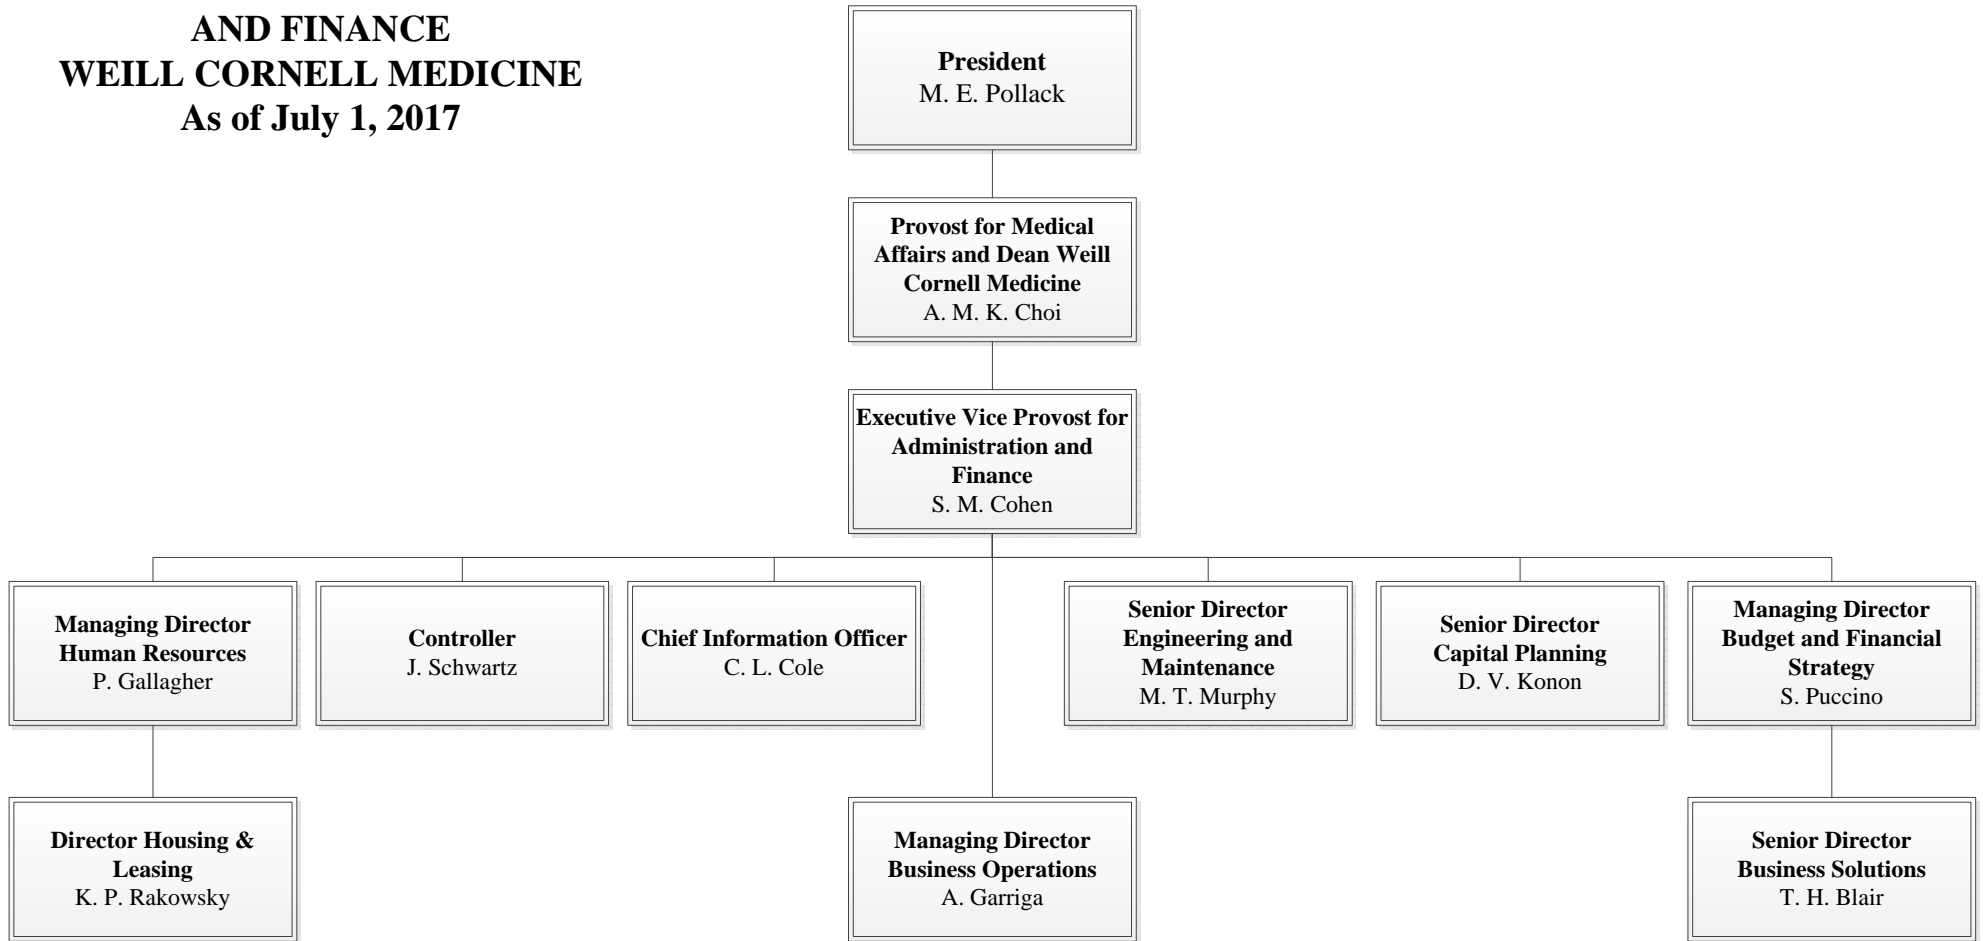 AND FINANCE
WEILL CORNELL MEDICINE
As of July 1, 2017
President
M. E. Pollack
Provost for Medical
Affairs and Dean Weill
Cornell Medicine
A. M. K. Choi
Executive Vice Provost for
Administration and
Finance
S. M. Cohen
Managing Director
Human Resources
P. Gallagher
Controller
J. Schwartz
Chief Information Officer
C. L. Cole
Senior Director
Engineering and
Maintenance
M. T. Murphy
Senior Director
Capital Planning
D. V. Konon
Managing Director
Budget and Financial
Strategy
S. Puccino
Director Housing &
Leasing
K. P. Rakowsky
Managing Director
Business Operations
A. Garriga
Senior Director
Business Solutions
T. H. Blair